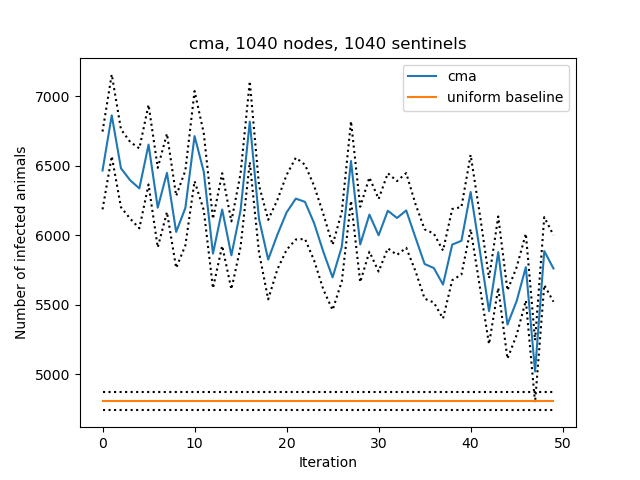 cma, 1040 nodes, 1040 sentinels
cma
uniform baseline
Number of infected animals
7000
6500
6000
5500
5000
0
10
20
30
40
50
Iteration